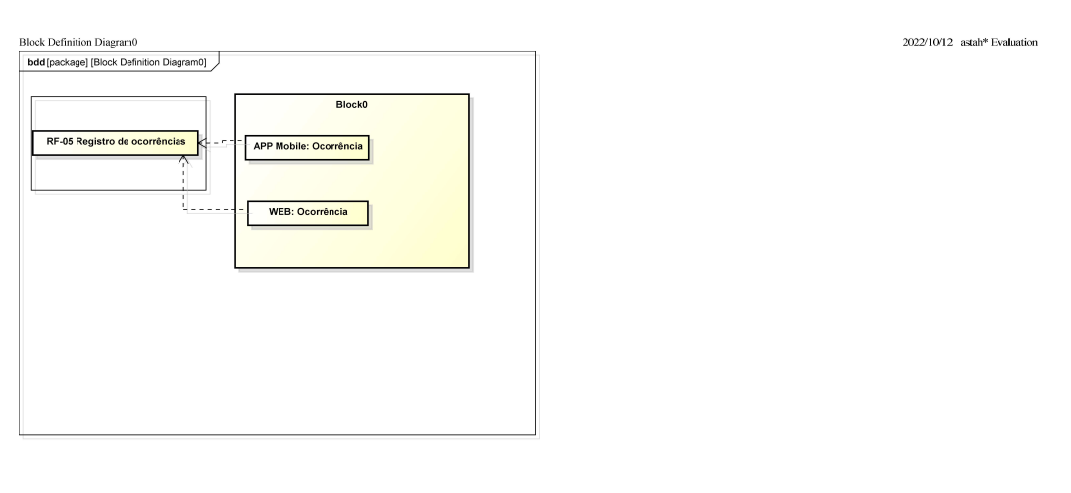 Block Definition Diagram0
2022/10/12 astah* Evaluation
bdd [package] [Block Definition Diagram0]
Block0
RF-05 Registro de ocorrências
APP Mobile: Ocorrência
WEB: Ocorrência